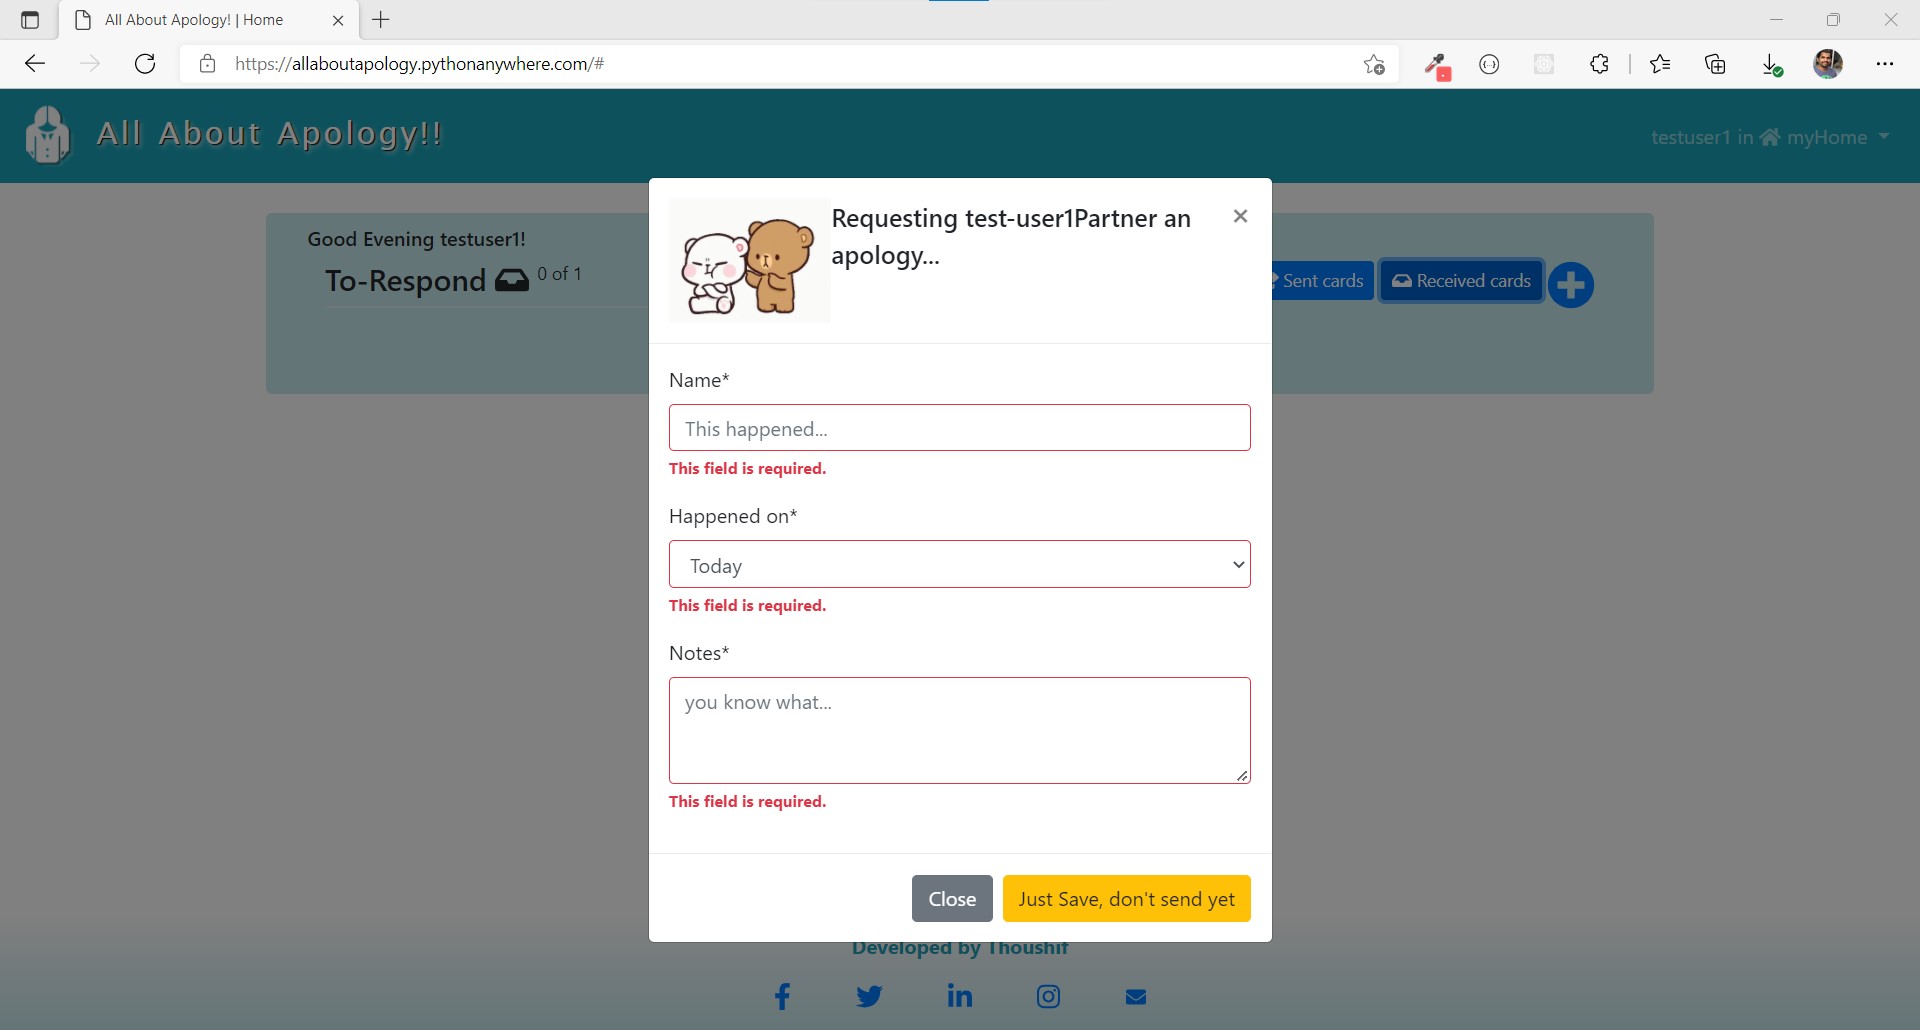 All About Apology! | Home
https://allaboutapology.pythonanywhere.com/#
All About Apology!!
testuser1 in myHome
Good Evening testuser1!
To-Respond 0 of 1
Sent cards
Received cards
Requesting test-user1Partner an
apology...
Name*
This happened...
This field is required.
Happened on*
Today
This field is required.
Notes*
you know what...
This field is required.
Close
Just Save, don't send yet
Developed by Thoushif